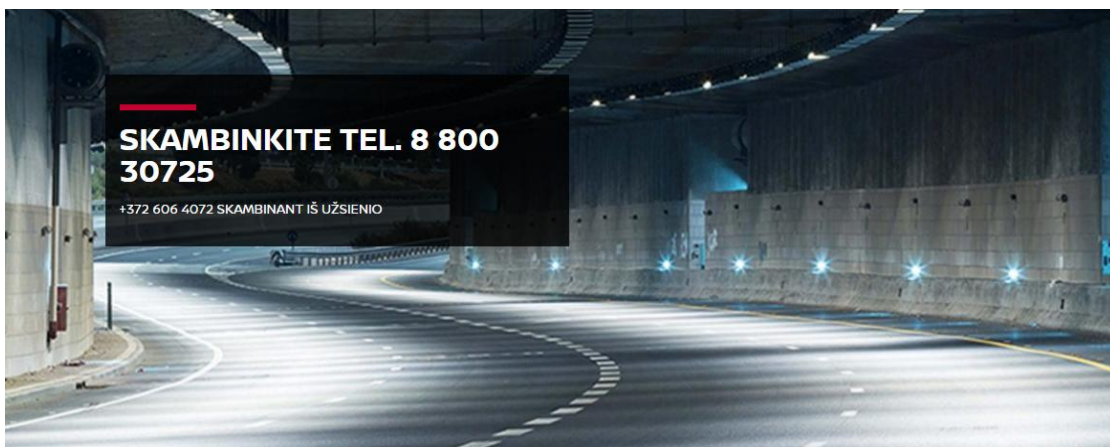 SKAMBINKITE TEL. 8 800
30725
+372 606 4072 SKAMBINANT IŠ UŽSIENIO